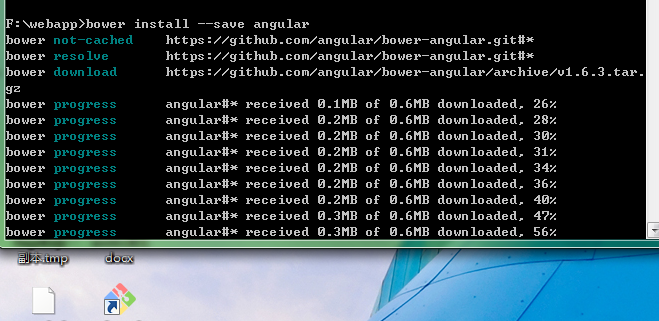 F:\webapp>bower install --save angular
bower not-cached    https://github.com/angular/bower-angular.git#*
bower resolve       https://github.com/angular/bower-angular.git#*
bower download      https://github.com/angular/bower-angular/archive/v1.6.3.tar.
gz
bower progress      angular#* received 0.1MB of 0.6MB downloaded, 26%
bower progress      angular#* received 0.2MB of 0.6MB downloaded, 28%
bower progress      angular#* received 0.2MB of 0.6MB downloaded, 30%
bower progress      angular#* received 0.2MB of 0.6MB downloaded, 31%
bower progress      angular#* received 0.2MB of 0.6MB downloaded, 34%
bower progress      angular#* received 0.2MB of 0.6MB downloaded, 36%
bower progress      angular#* received 0.2MB of 0.6MB downloaded, 40%
bower progress      angular#* received 0.3MB of 0.6MB downloaded, 47%
bower progress      angular#* received 0.3MB of 0.6MB downloaded, 56%
副本.tmp docx